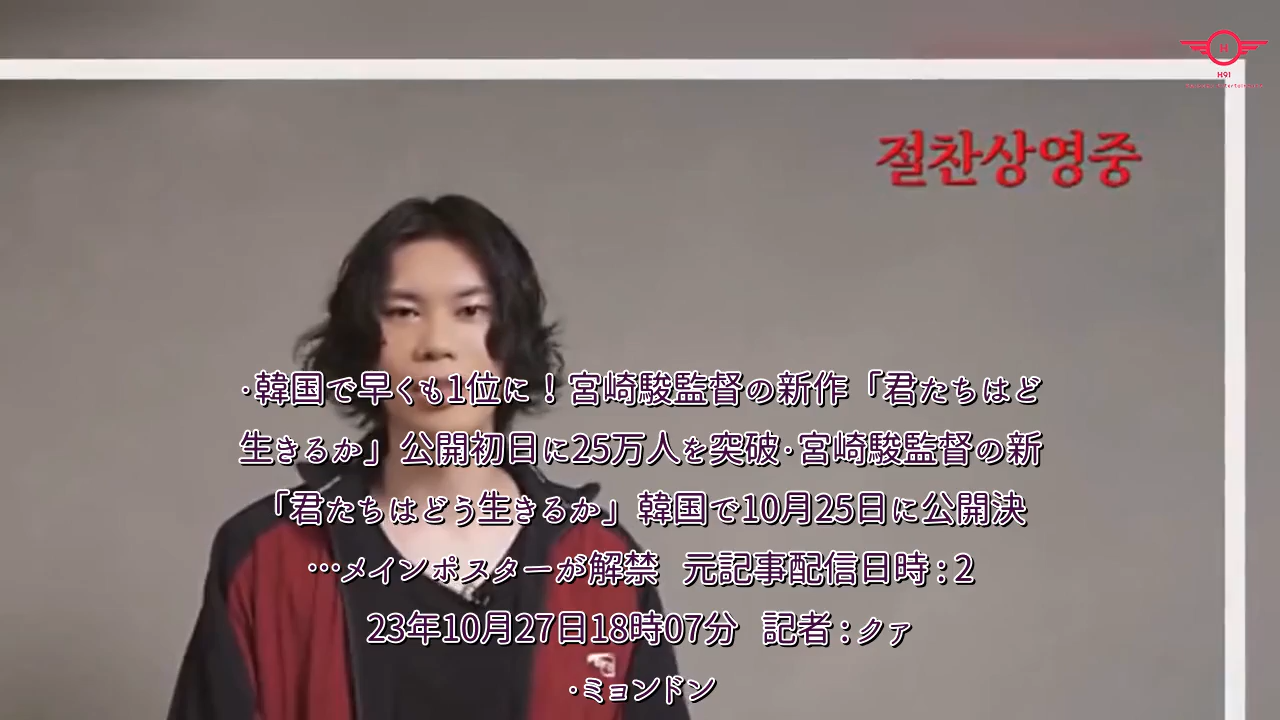 H
H91
절찬상영중
·韓国で早くも1位に！宮崎駿監督の新作「君たちはど
生きるか」公開初日に25万人を突破·宮崎駿監督の新
「君たちはどう生きるか」韓国で10月25日に公開決
…メインポスターが解禁 元記事配信日時 : 2
23年10月27日18時07分 記者 : クァ
·ミョンドン